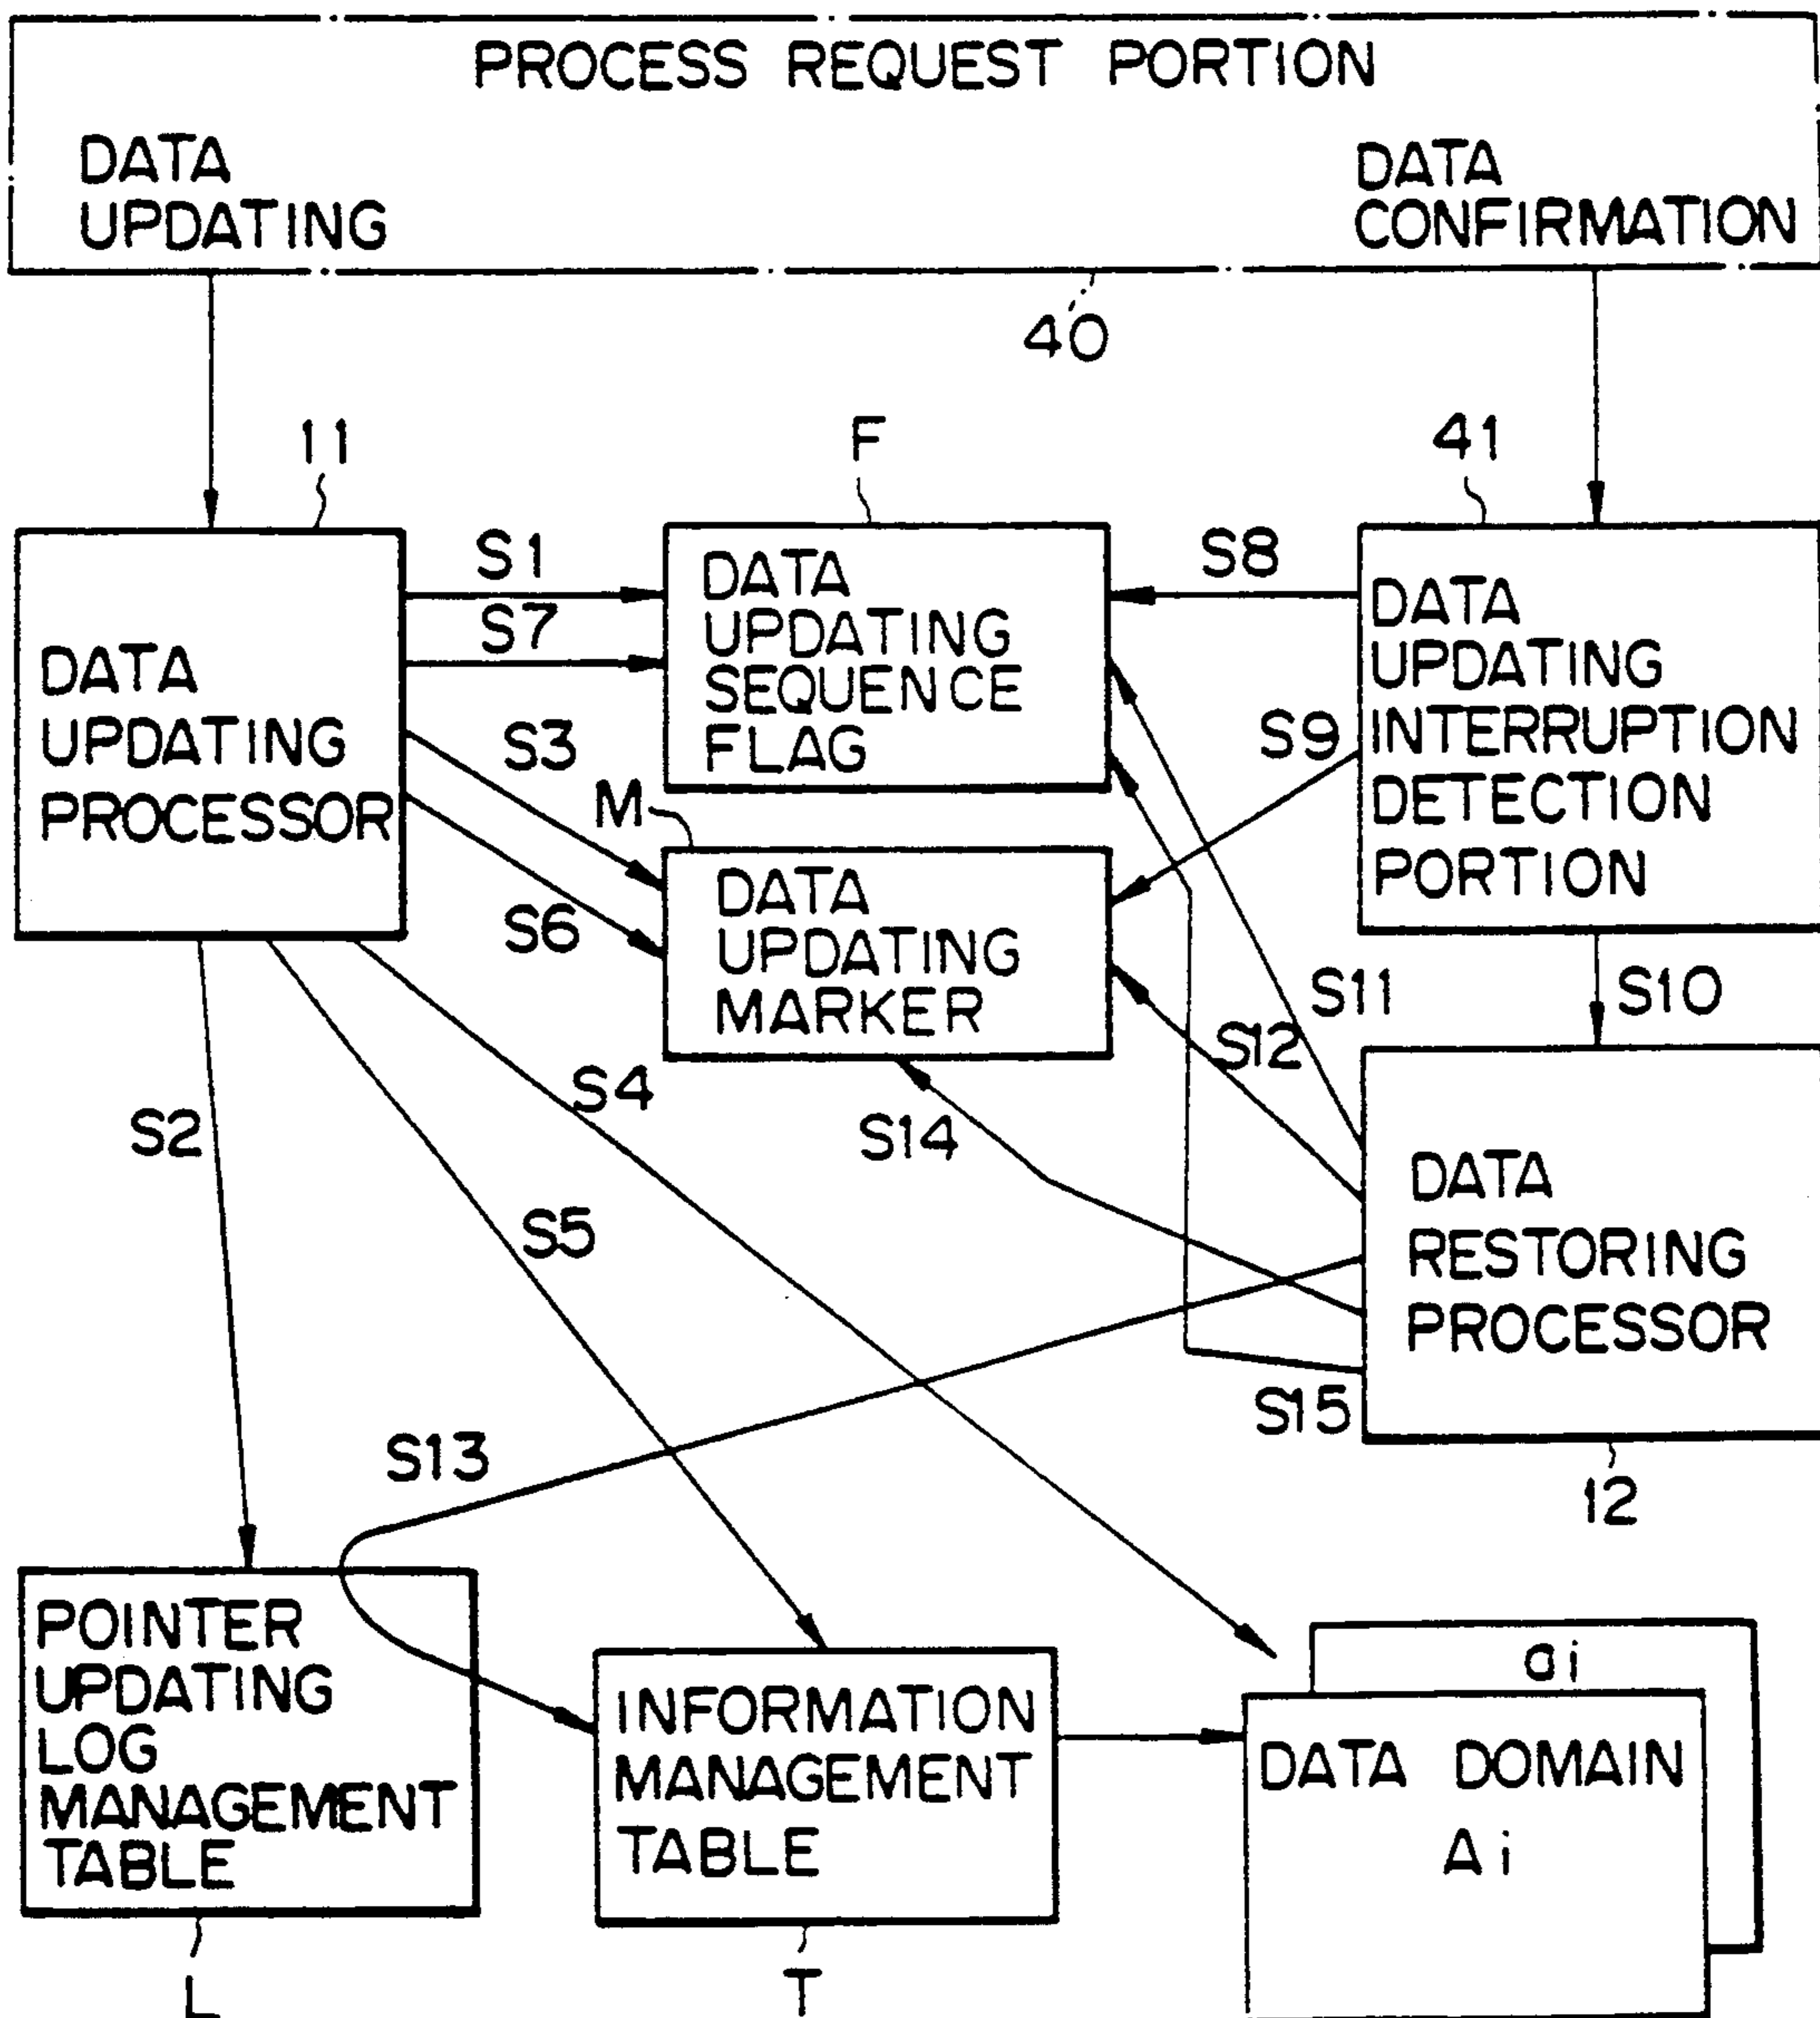 PROCESS REQUEST PORTION
DATA
UPDATING
DATA
CONFIRMATION
40
11
F
41
S1
S7
S3
S6
S8
S9
DATA
UPDATING
PROCESSOR
DATA
UPDATING
SEQUENCE
FLAG
DATA
UPDATING
INTERRUPTION
DETECTION
PORTION
M
DATA
UPDATING
MARKER
S11
S10
S12
S2
S4
S14
S5
DATA
RESTORING
PROCESSOR
S15
S13
12
POINTER
UPDATING
LOG
MANAGEMENT
TABLE
INFORMATION
MANAGEMENT
TABLE
ai
DATA DOMAIN
Ai
L
T